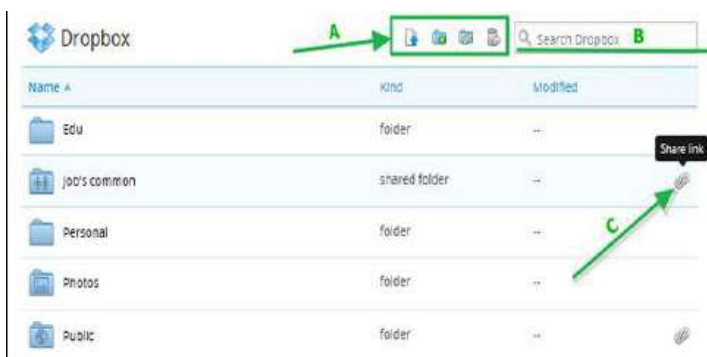 Dropbox A Search Dropbox B
Name Kind Modified
Edu folder --
Share link
job's common shared folder --
C
Personal folder --
Photos folder --
Public folder --